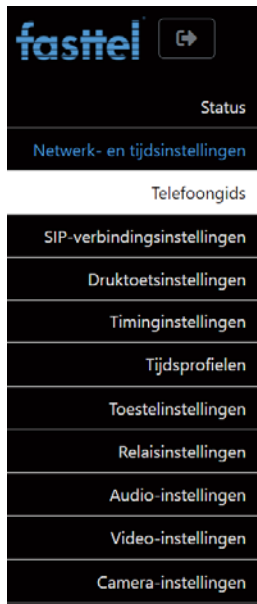 fasttel
Status
Netwerk- en tijdsinstellingen
Telefoongids
SIP-verbindingsinstellingen
Druktoetsinstellingen
Timinginstellingen
Tijdsprofielen
Toestelinstellingen
Relaisinstellingen
Audio-instellingen
Video-instellingen
Camera-instellingen